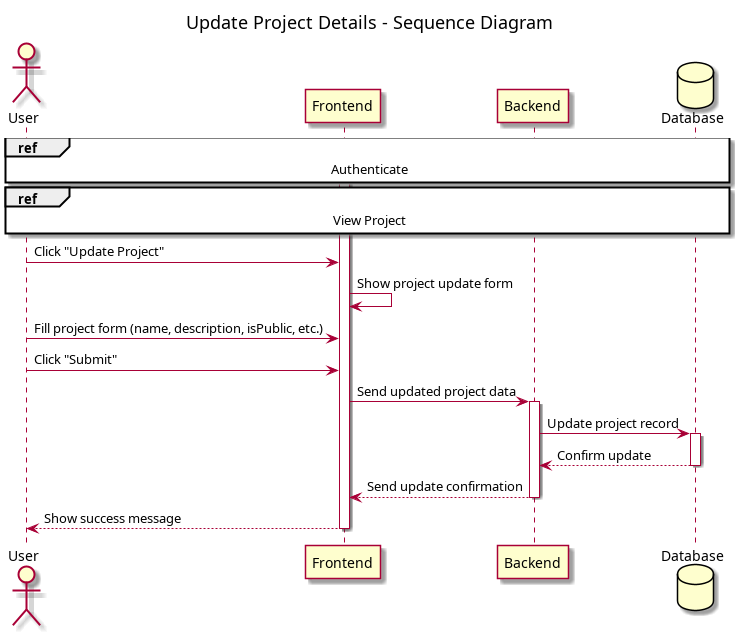 Update Project Details - Sequence Diagram
User
Frontend
Backend
Database
ref
Authenticate
ref
View Project
Click "Update Project"
Show project update form
Fill project form (name, description, isPublic, etc.)
Click "Submit"
Send updated project data
Update project record
Confirm update
Send update confirmation
Show success message
User
Frontend
Backend
Database